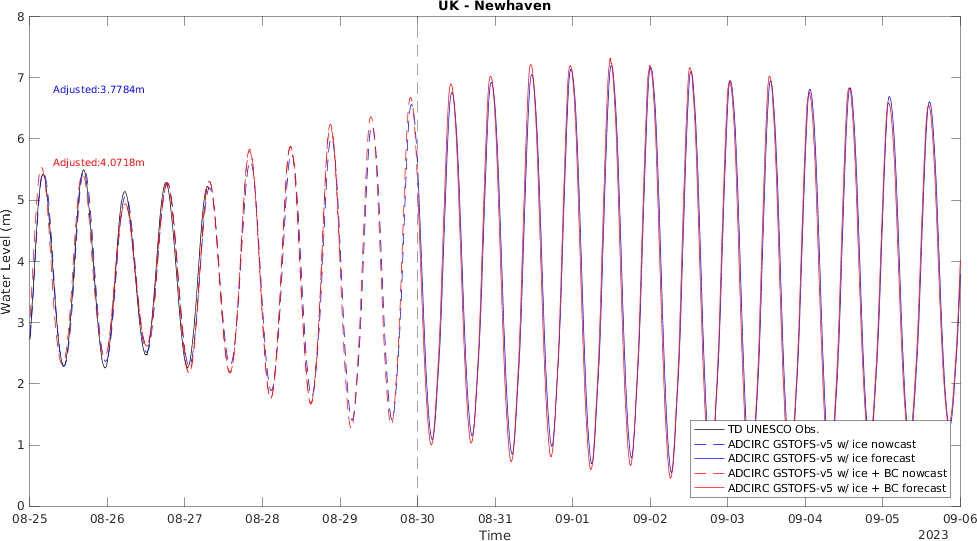 UK - Newhaven
8
7
6
5
4
3
2
1
0
Water Level (m)
Adjusted:3.7784m
Adjusted:4.0718m
TD UNESCO Obs.
ADCIRC GSTOFS-v5 w/ ice nowcast
ADCIRC GSTOFS-v5 w/ ice forecast
ADCIRC GSTOFS-v5 w/ ice + BC nowcast
ADCIRC GSTOFS-v5 w/ ice + BC forecast
08-25 08-26 08-27 08-28 08-29 08-30 08-31 09-01 09-02 09-03 09-04 09-05 09-06
Time
2023